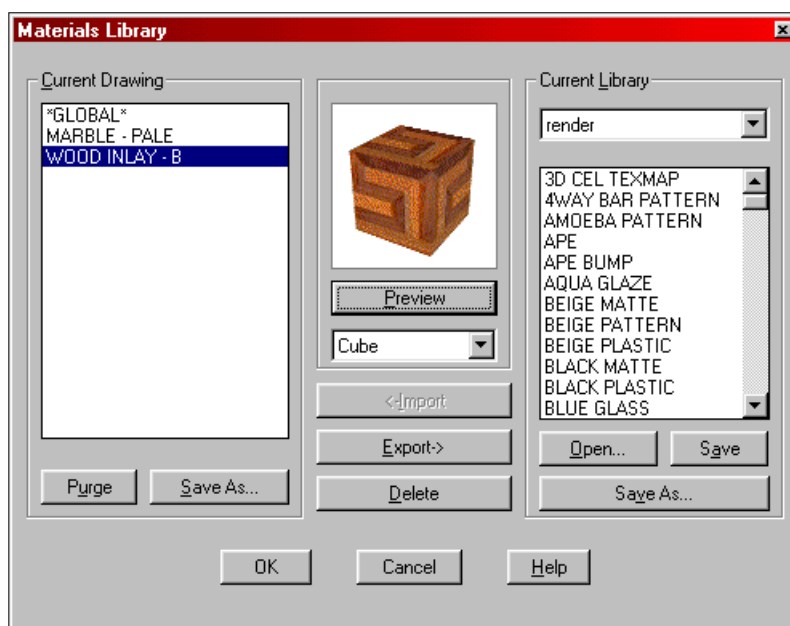 Materials Library
Current Drawing
*GLOBAL*
MARBLE - PALE
WOOD INLAY - B
Purge
Save As...
Preview
Cube
<-Import
Export->
Delete
Current Library
render
3D CEL TEXMAP
4WAY BAR PATTERN
AMOEBA PATTERN
APE
APE BUMP
AQUA GLAZE
BEIGE MATTE
BEIGE PATTERN
BEIGE PLASTIC
BLACK MATTE
BLACK PLASTIC
BLUE GLASS
Open...
Save
Save As...
OK
Cancel
Help